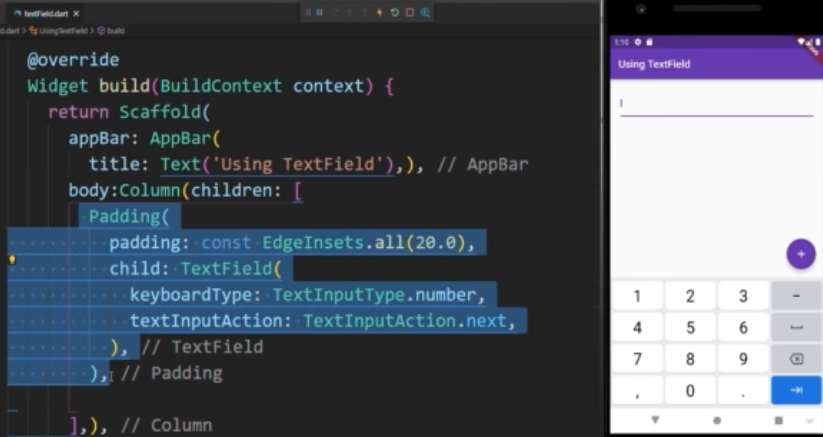 textField.dart ×
d.dart > UsingTextField > build
@override
Widget build(BuildContext context) {
return Scaffold(
appBar: AppBar(
title: Text('Using TextField'),), // AppBar
body:Column(children: [
Padding(
padding: const EdgeInsets.all(20.0),
child: TextField(
keyboardType: TextInputType.number,
textInputAction: TextInputAction.next,
), // TextField
), // Padding
],), // Column
1:10
Using TextField
1 2 3 -
4 5 6
7 8 9
, 0 .